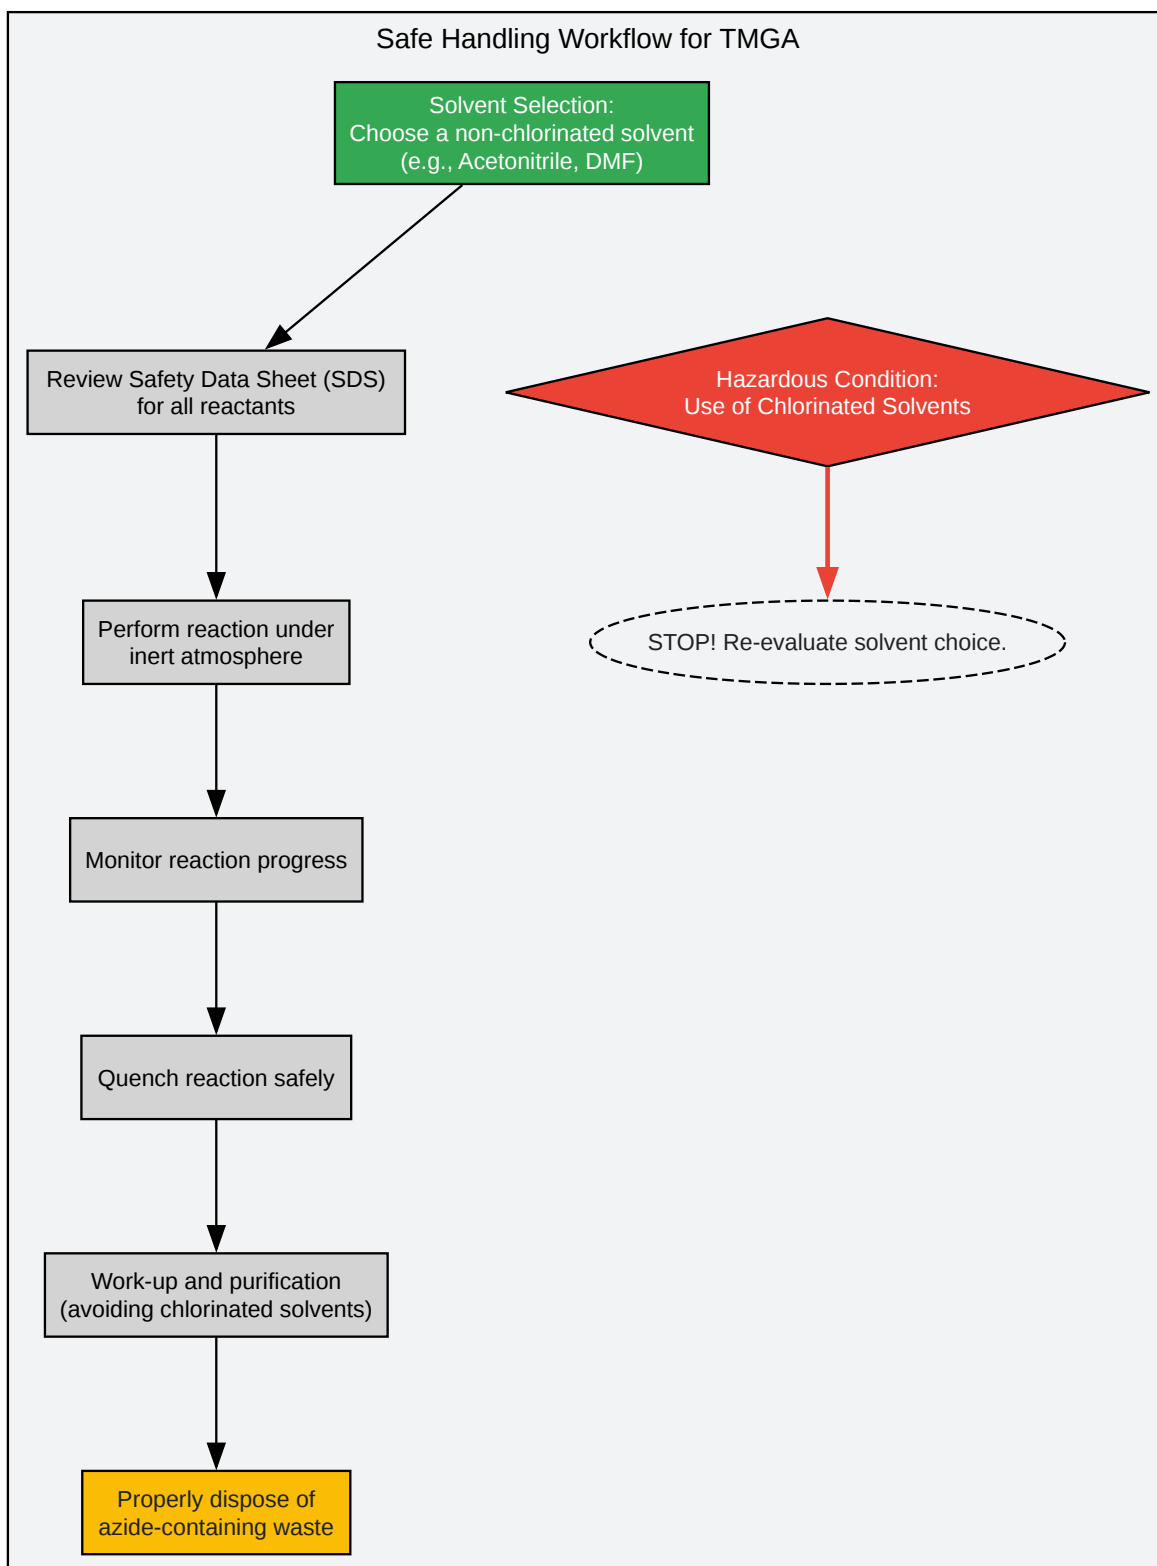 Safe Handling Workflow for TMGA
Solvent Selection:
Choose a non-chlorinated solvent
(e.g., Acetonitrile, DMF)
Review Safety Data Sheet (SDS)
for all reactants
Hazardous Condition:
Use of Chlorinated Solvents
Perform reaction under
inert atmosphere
STOP! Re-evaluate solvent choice.
Monitor reaction progress
Quench reaction safely
Work-up and purification
(avoiding chlorinated solvents)
Properly dispose of
azide-containing waste